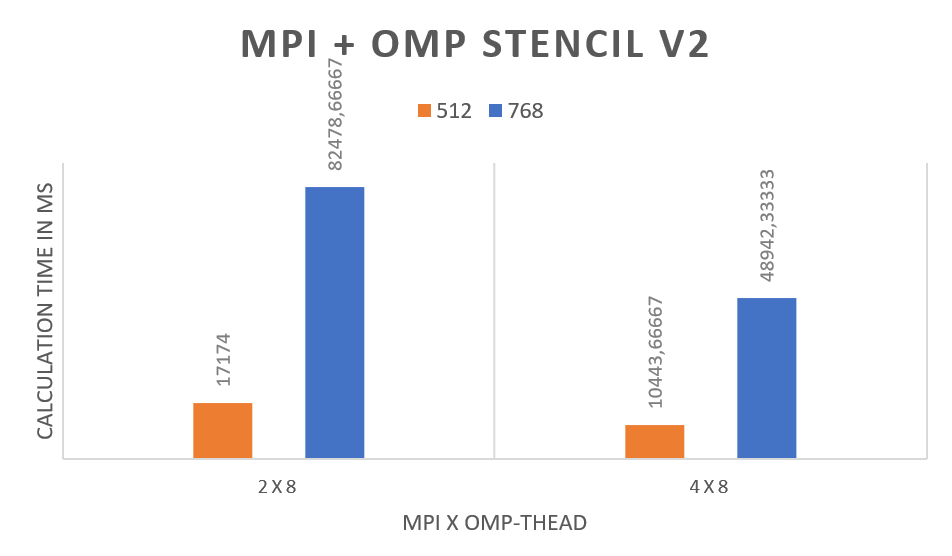 MPI + OMP STENCIL V2
512 768
CALCULATION TIME IN MS
17174
82478,66667
10443,66667
48942,33333
2 X 8
4 X 8
MPI X OMP-THEAD